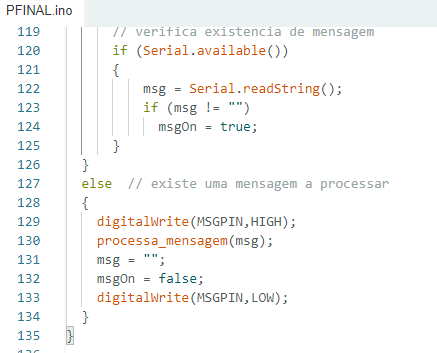 PFINAL.ino
119 // verifica existencia de mensagem
120 if (Serial.available())
121 {
122 msg = Serial.readString();
123 if (msg != "")
124 msgOn = true;
125 }
126 }
127 else // existe uma mensagem a processar
128 {
129 digitalWrite(MSGPIN,HIGH);
130 processa_mensagem(msg);
131 msg = "";
132 msgOn = false;
133 digitalWrite(MSGPIN,LOW);
134 }
135 }